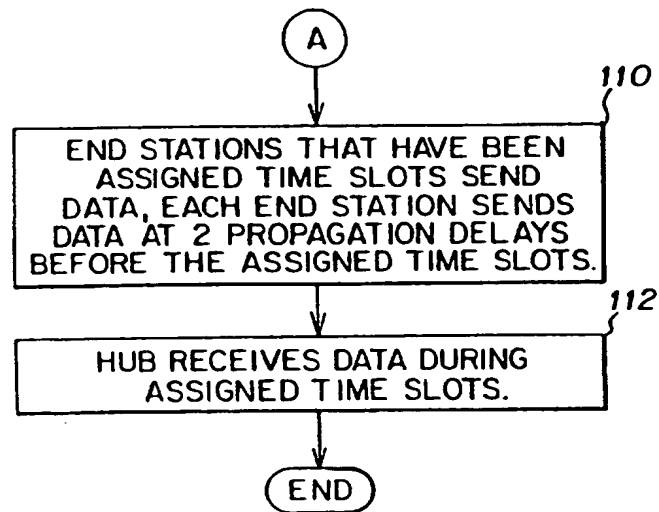 A
110
END STATIONS THAT HAVE BEEN
ASSIGNED TIME SLOTS SEND
DATA, EACH END STATION SENDS
DATA AT 2 PROPAGATION DELAYS
BEFORE THE ASSIGNED TIME SLOTS.
112
HUB RECEIVES DATA DURING
ASSIGNED TIME SLOTS.
END